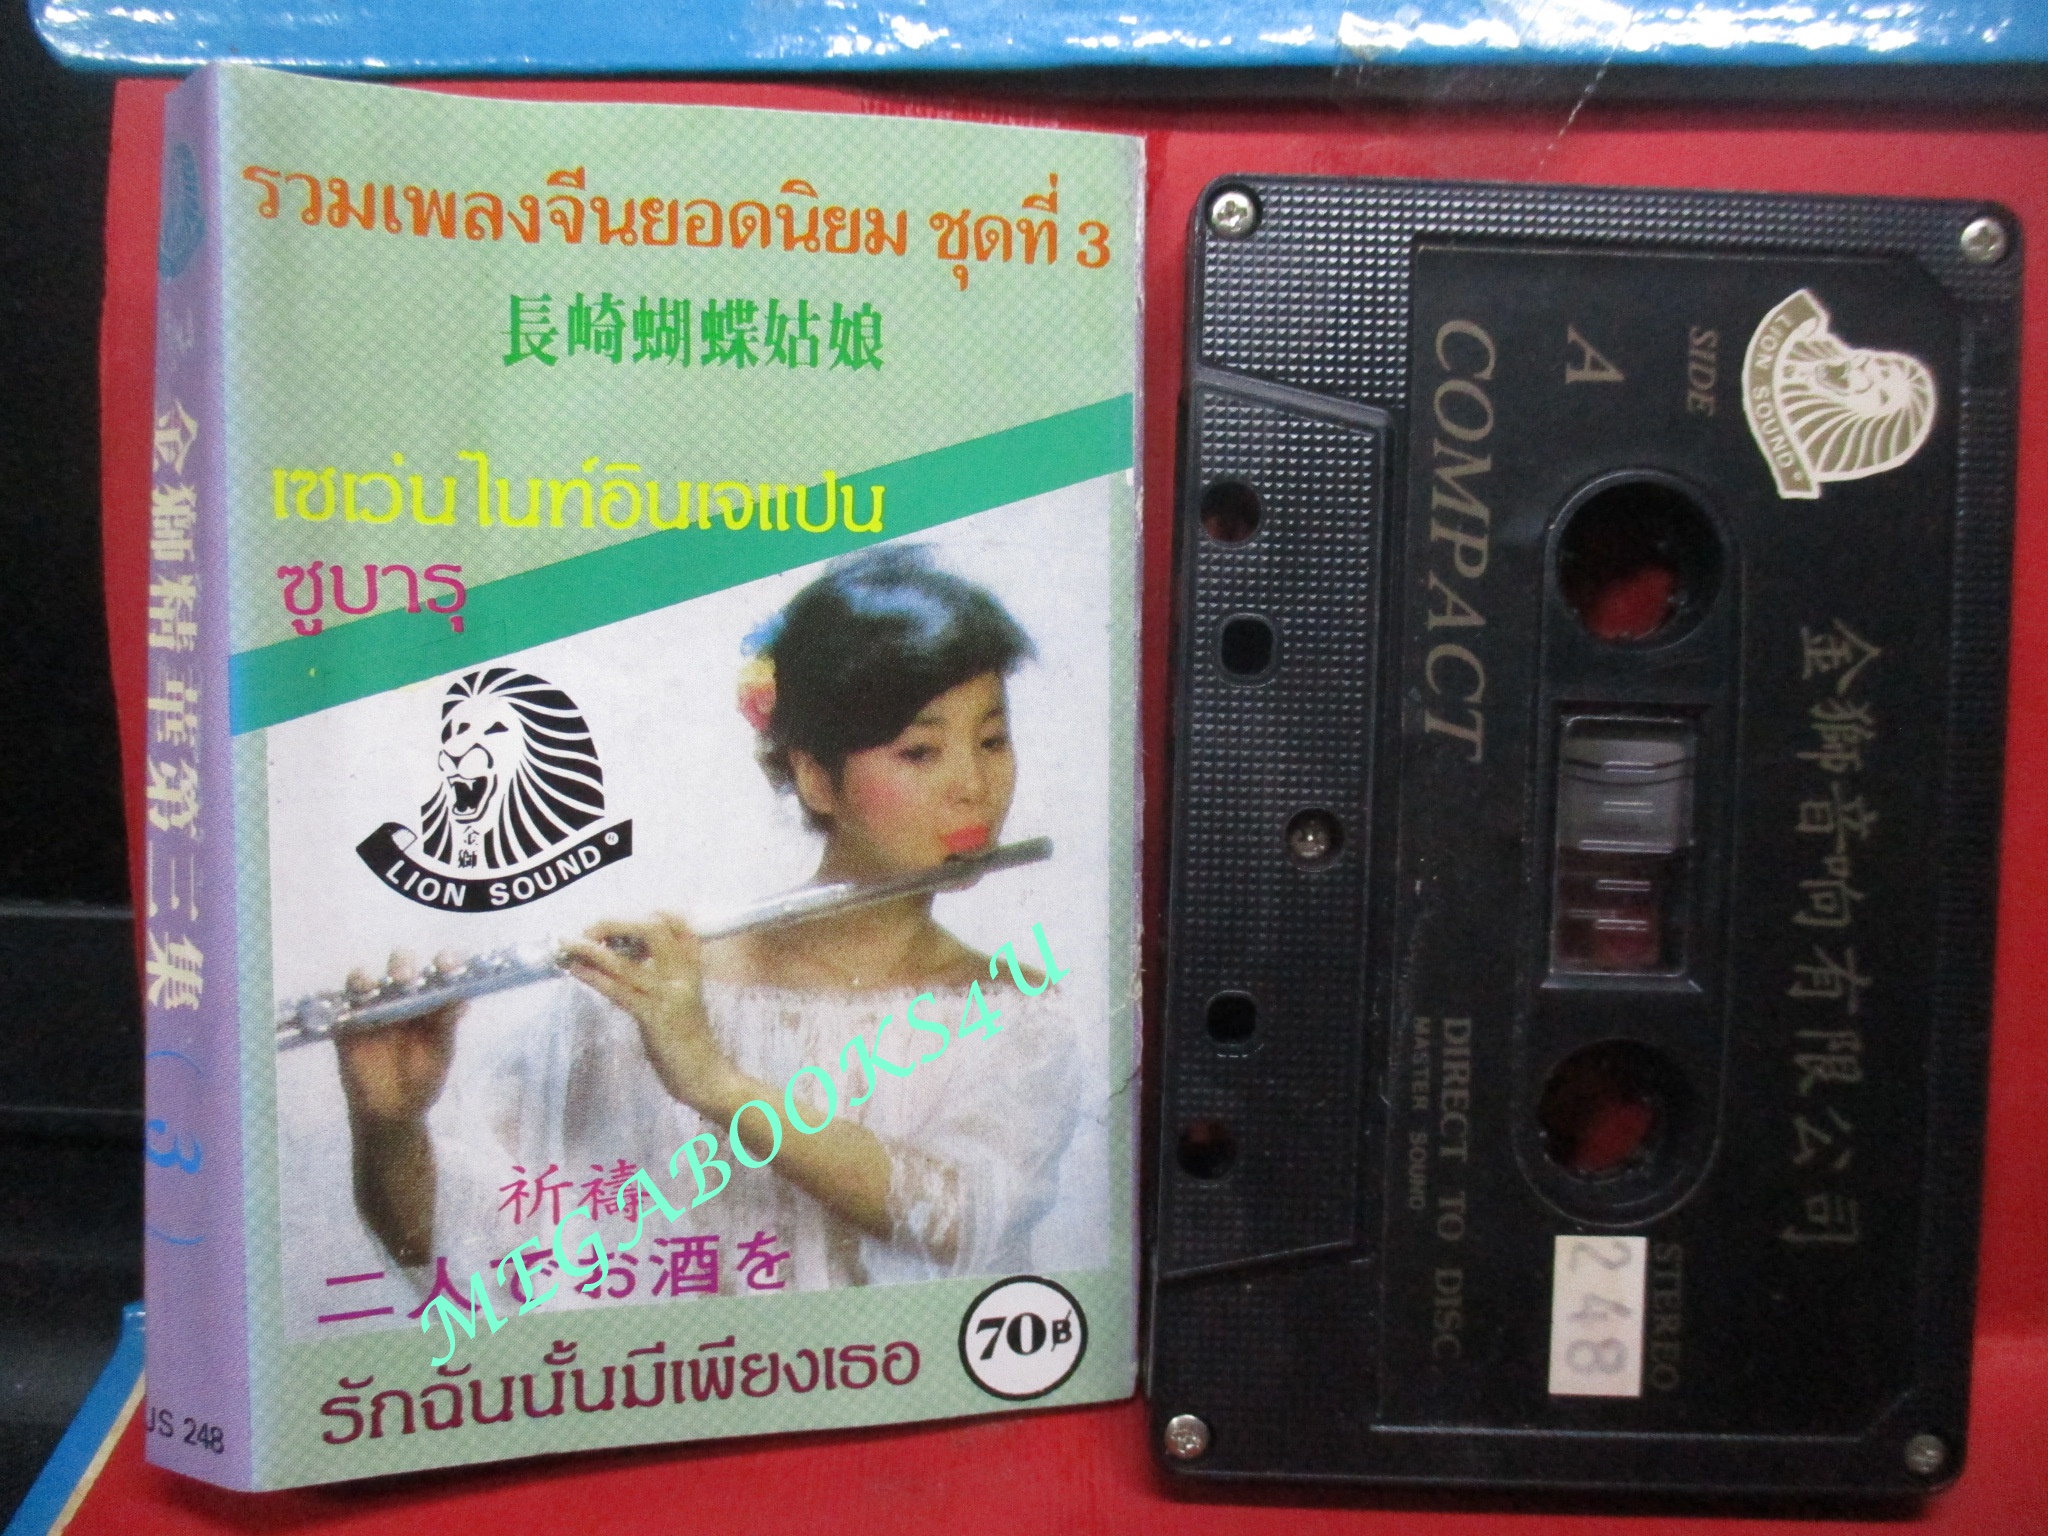 รวมเพลงจีนยอดนิยม ชุดที่ 3
長崎蝴蝶姑娘
เซเว่นไนท์อินเจแปน
ซูบารุ
金獅
LION SOUND
祈禱
二人でお酒を
รักฉันนั้นมีเพียงเธอ
70฿
MEGABOOKS4U
金獅精華第三集
(3)
JS 248
LION SOUND
SIDE
A
COMPACT
金獅音响有限公司
DIRECT TO DISC
MASTER SOUND
STEREO
248